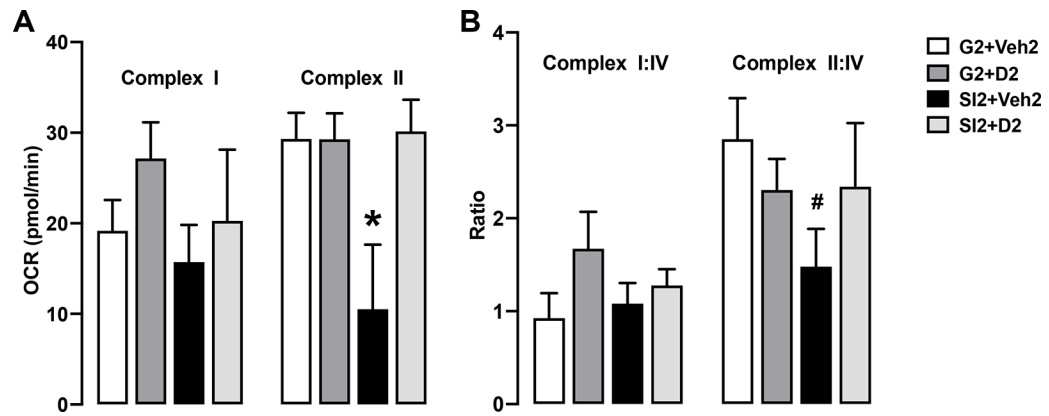 A
OCR (pmol/min)
40
30
20
10
0
Complex I
Complex II
*
B
Ratio
4
3
2
1
0
Complex I:IV
Complex II:IV
#
G2+Veh2
G2+D2
SI2+Veh2
SI2+D2